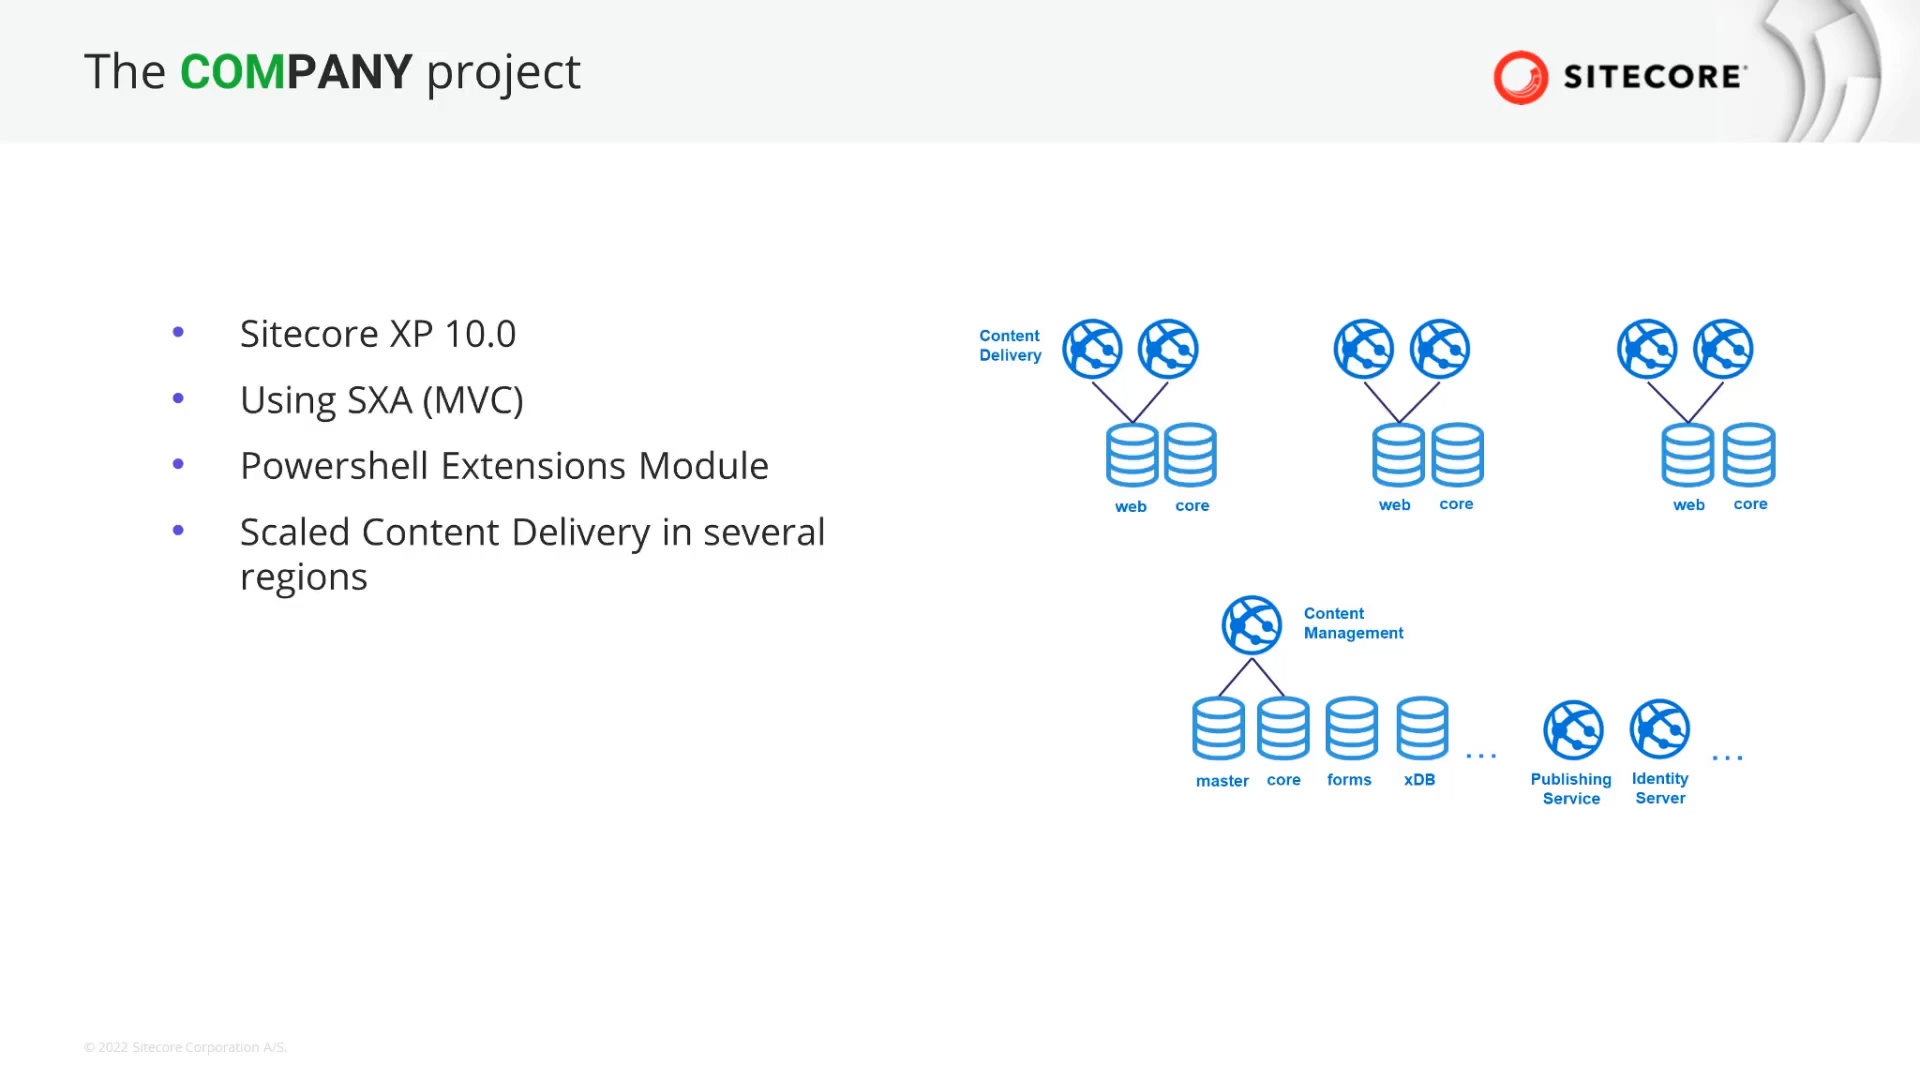 The COMPANY project
SITECORE
• Sitecore XP 10.0
• Using SXA (MVC)
• Powershell Extensions Module
• Scaled Content Delivery in several
regions
Content
Delivery
web core
web core
web core
Content
Management
master core forms xDB ...
Publishing
Service
Identity
Server
...
© 2022 Sitecore Corporation A/S.